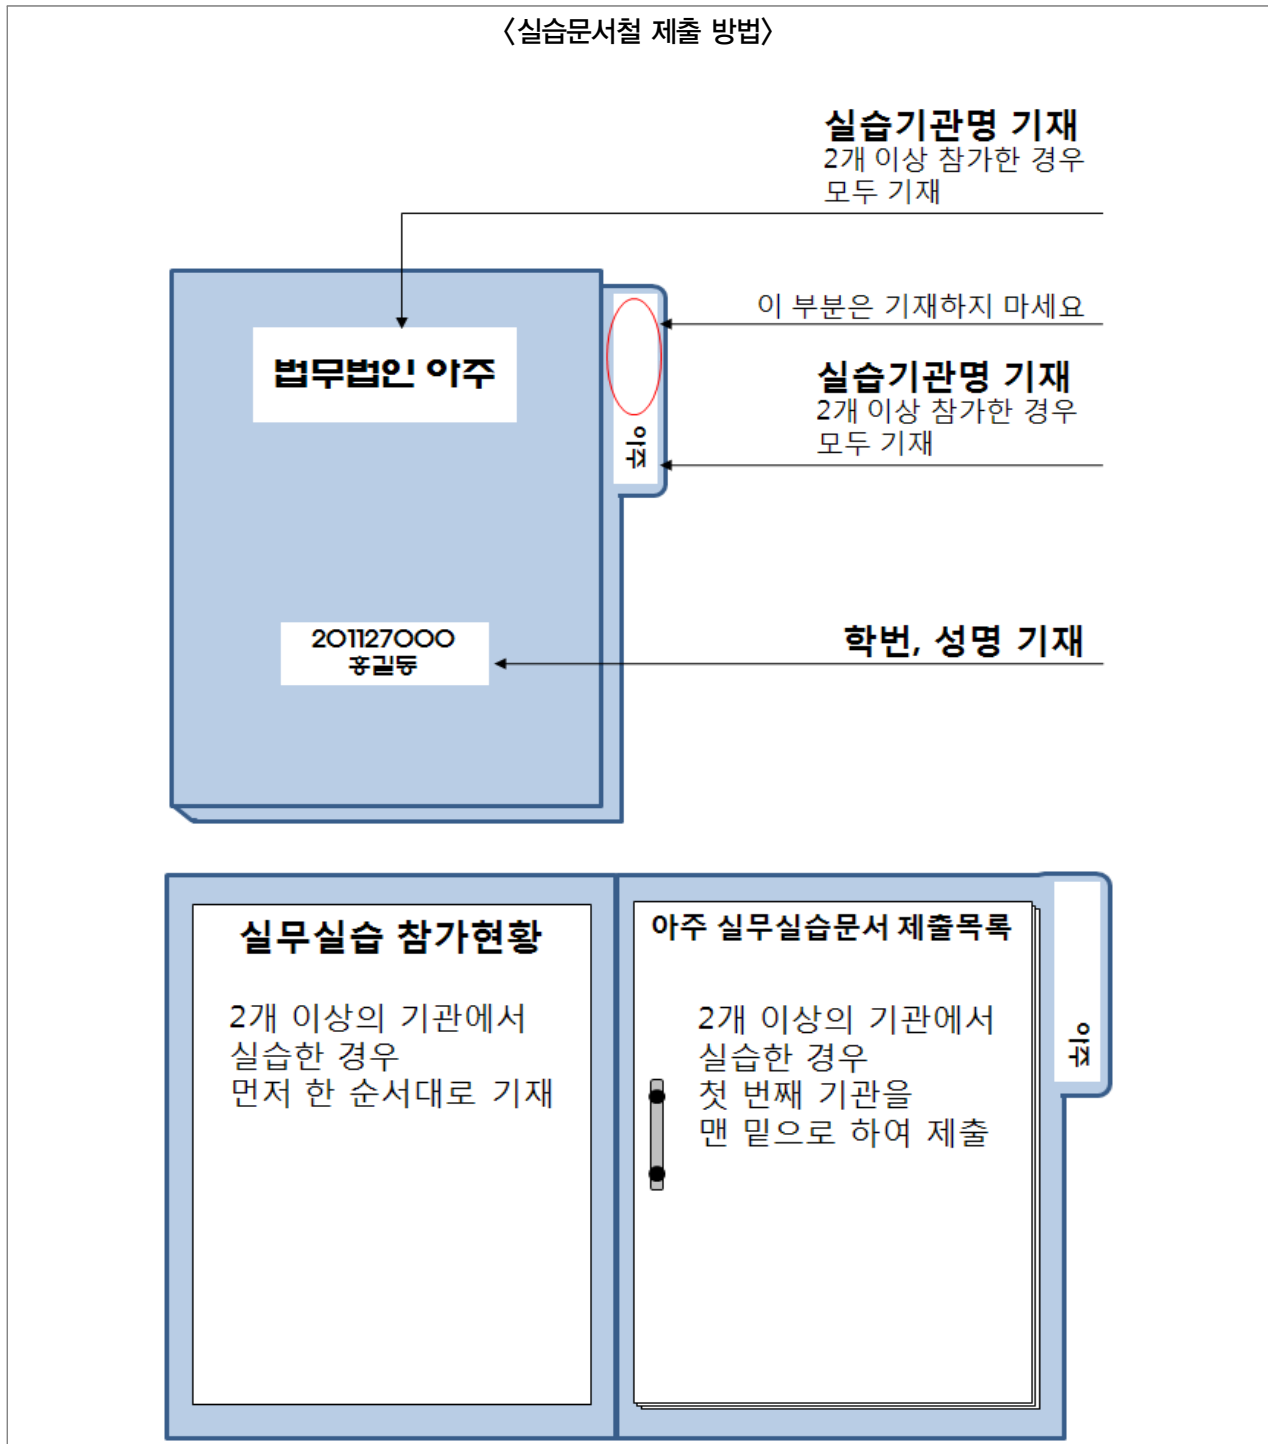 〈실습문서철 제출 방법〉
실습기관명 기재
2개 이상 참가한 경우
모두 기재
이 부분은 기재하지 마세요
법무법인 아주
실습기관명 기재
2개 이상 참가한 경우
모두 기재
아주
201127000
홍길동
학번, 성명 기재
실무실습 참가현황
2개 이상의 기관에서
실습한 경우
먼저 한 순서대로 기재
아주 실무실습문서 제출목록
2개 이상의 기관에서
실습한 경우
첫 번째 기관을
맨 밑으로 하여 제출
아주